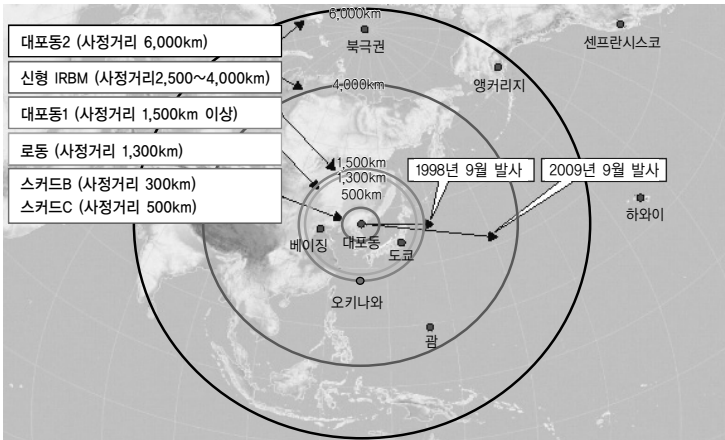 대포동2 (사정거리 6,000km)
신형 IRBM (사정거리2,500～4,000km)
대포동1 (사정거리 1,500km 이상)
로동 (사정거리 1,300km)
스커드B (사정거리 300km)
스커드C (사정거리 500km)
6,000km
북극권
센프란시스코
앵커리지
4,000km
1,500km
1,300km
500km
1998년 9월 발사
2009년 9월 발사
하와이
베이징
대포동
도쿄
오키나와
괌